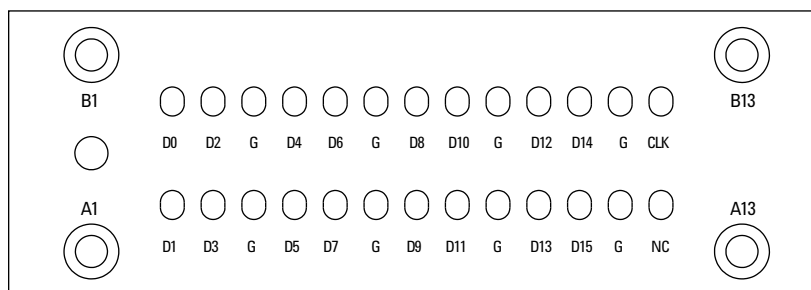 B1 B13
D0 D2 G D4 D6 G D8 D10 G D12 D14 G CLK
A1 A13
D1 D3 G D5 D7 G D9 D11 G D13 D15 G NC